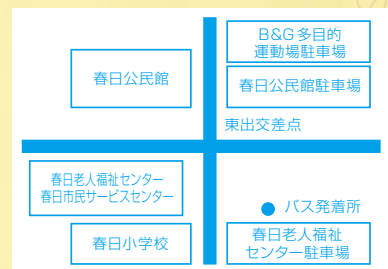 B&G多目的
運動場駐車場
春日公民館
春日公民館駐車場
東出交差点
春日老人福祉センター
春日市民サービスセンター
バス発着所
春日小学校
春日老人福祉
センター駐車場